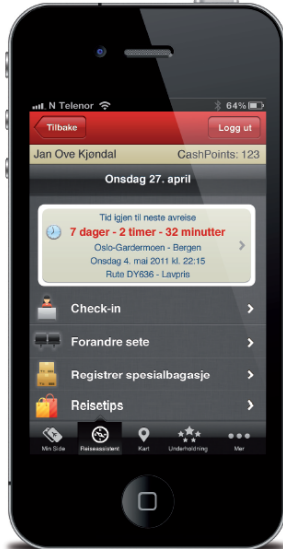 N Telenor 64%
Tilbake Logg ut
Jan Ove Kjøndal CashPoints: 123
Onsdag 27. april
Tid igjen til neste avreise
7 dager - 2 timer - 32 minutter
Oslo-Gardermoen - Bergen
Onsdag 4. mai 2011 kl. 22:15
Rute DY636 - Lavpris
Check-in
Forandre sete
Registrer spesialbagasje
Reisetips
Min Side Reiseassistent Kart Underholdning Mer